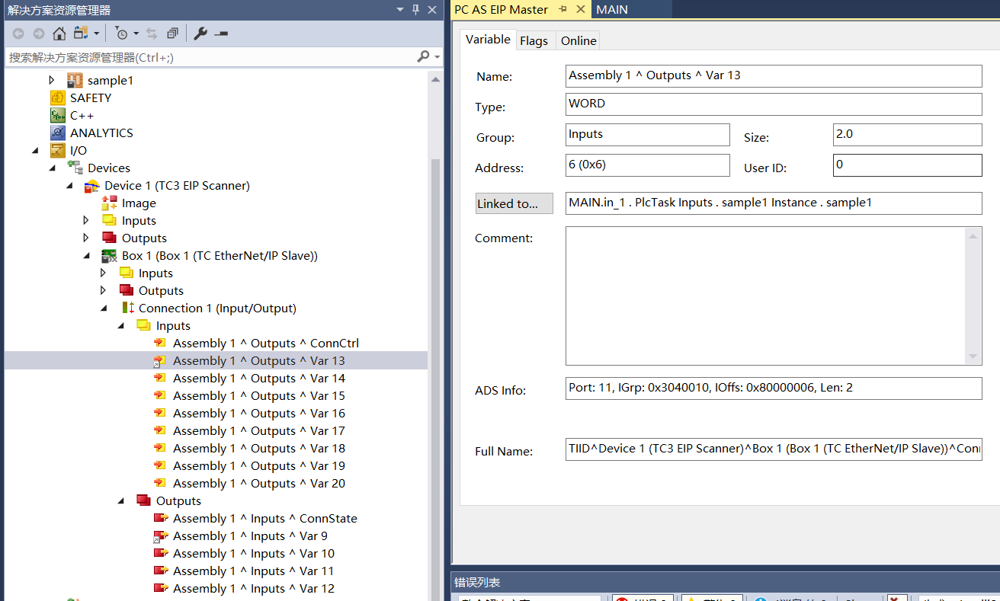 解决方案资源管理器
搜索解决方案资源管理器(Ctrl+;)
sample1
SAFETY
C++
ANALYTICS
I/O
Devices
Device 1 (TC3 EIP Scanner)
Image
Inputs
Outputs
Box 1 (Box 1 (TC EtherNet/IP Slave))
Inputs
Outputs
Connection 1 (Input/Output)
Inputs
Assembly 1 ^ Outputs ^ ConnCtrl
Assembly 1 ^ Outputs ^ Var 13
Assembly 1 ^ Outputs ^ Var 14
Assembly 1 ^ Outputs ^ Var 15
Assembly 1 ^ Outputs ^ Var 16
Assembly 1 ^ Outputs ^ Var 17
Assembly 1 ^ Outputs ^ Var 18
Assembly 1 ^ Outputs ^ Var 19
Assembly 1 ^ Outputs ^ Var 20
Outputs
Assembly 1 ^ Inputs ^ ConnState
Assembly 1 ^ Inputs ^ Var 9
Assembly 1 ^ Inputs ^ Var 10
Assembly 1 ^ Inputs ^ Var 11
Assembly 1 ^ Inputs ^ Var 12
PC AS EIP Master MAIN
Variable Flags Online
Name: Assembly 1 ^ Outputs ^ Var 13
Type: WORD
Group: Inputs Size: 2.0
Address: 6 (0x6) User ID: 0
Linked to... MAIN.in_1 . PlcTask Inputs . sample1 Instance . sample1
Comment:
ADS Info: Port: 11, IGrp: 0x3040010, IOffs: 0x80000006, Len: 2
Full Name: TIID^Device 1 (TC3 EIP Scanner)^Box 1 (Box 1 (TC EtherNet/IP Slave))^Con
错误列表